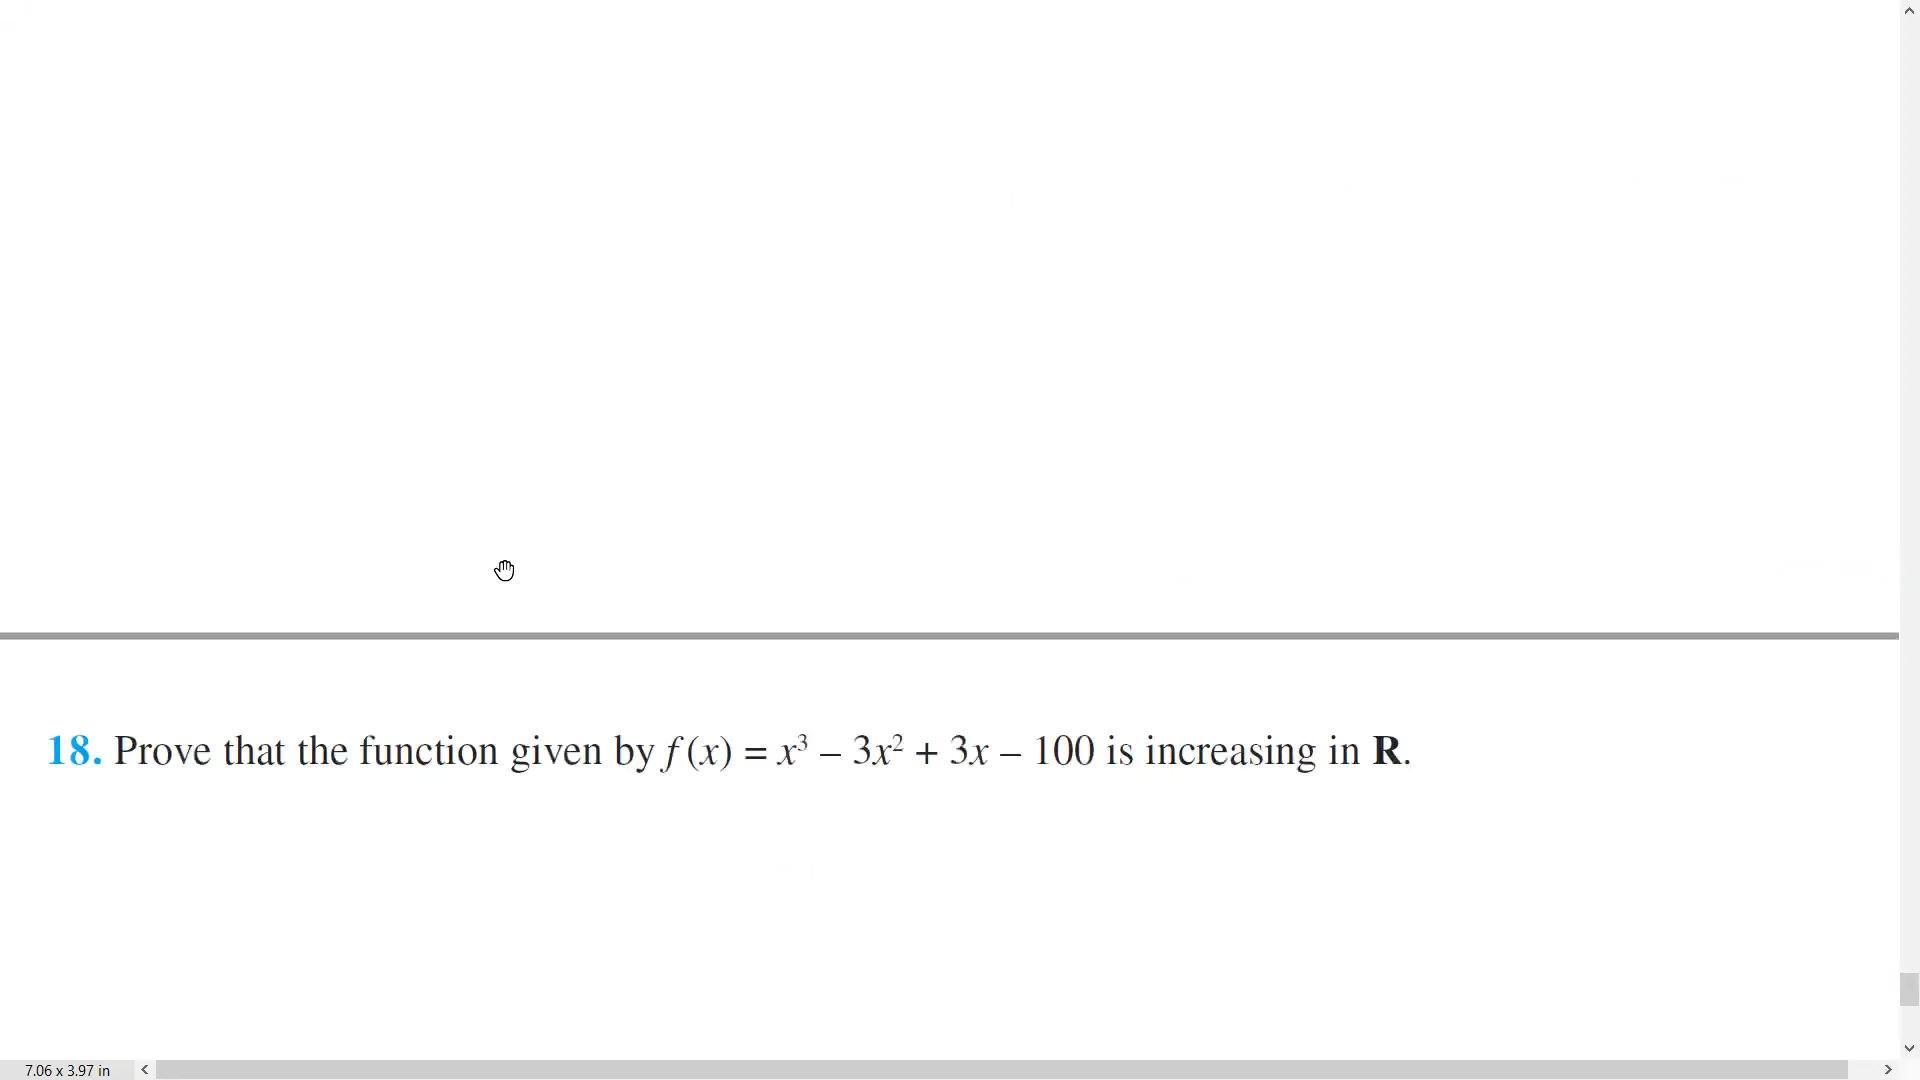 18. Prove that the function given by f (x) = x³ – 3x² + 3x – 100 is increasing in R.
7.06 x 3.97 in